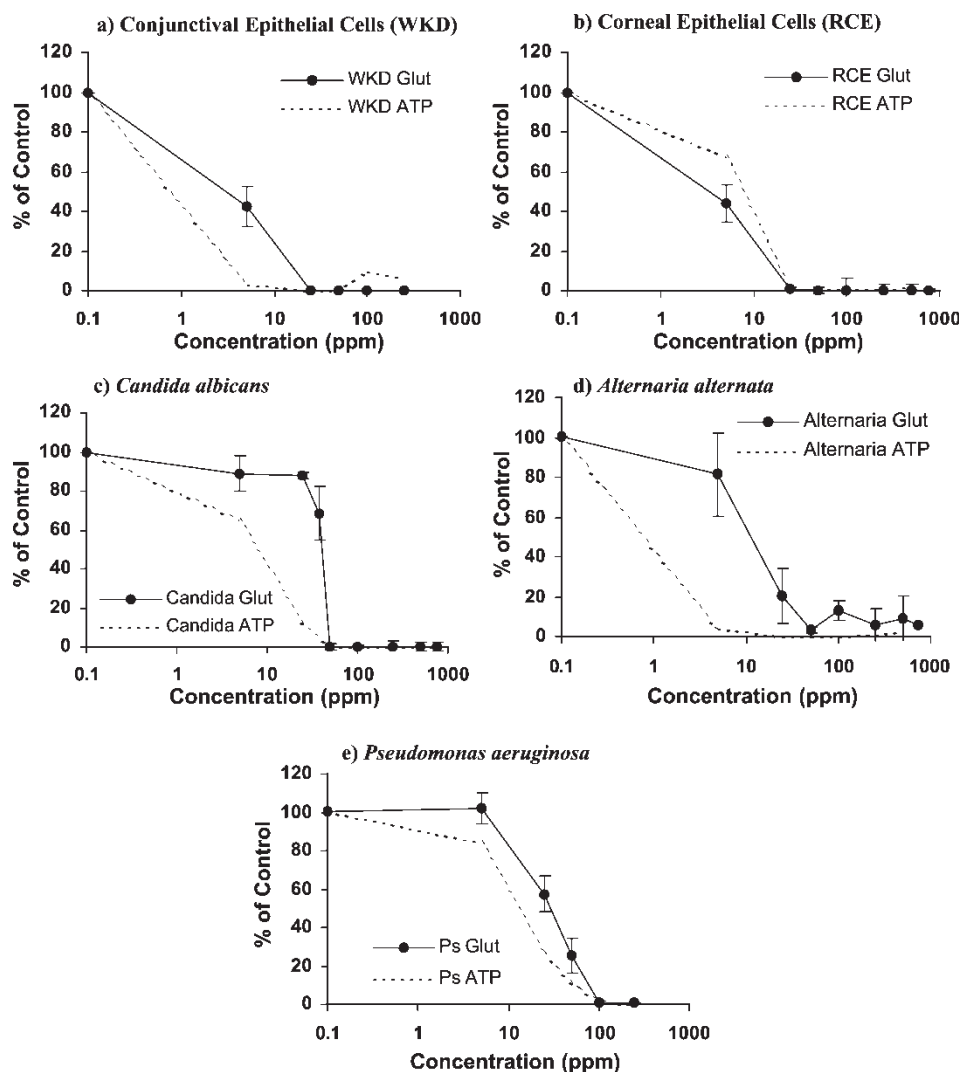 a) Conjunctival Epithelial Cells (WKD)
120
100
80
60
40
20
0
% of Control
WKD Glut
WKD ATP
0.1 1 10 100 1000
Concentration (ppm)
b) Corneal Epithelial Cells (RCE)
120
100
80
60
40
20
0
% of Control
RCE Glut
RCE ATP
0.1 1 10 100 1000
Concentration (ppm)
c) Candida albicans
120
100
80
60
40
20
0
% of Control
Candida Glut
Candida ATP
0.1 1 10 100 1000
Concentration (ppm)
d) Alternaria alternata
120
100
80
60
40
20
0
% of Control
Alternaria Glut
Alternaria ATP
0.1 1 10 100 1000
Concentration (ppm)
e) Pseudomonas aeruginosa
120
100
80
60
40
20
0
% of Control
Ps Glut
Ps ATP
0.1 1 10 100 1000
Concentration (ppm)